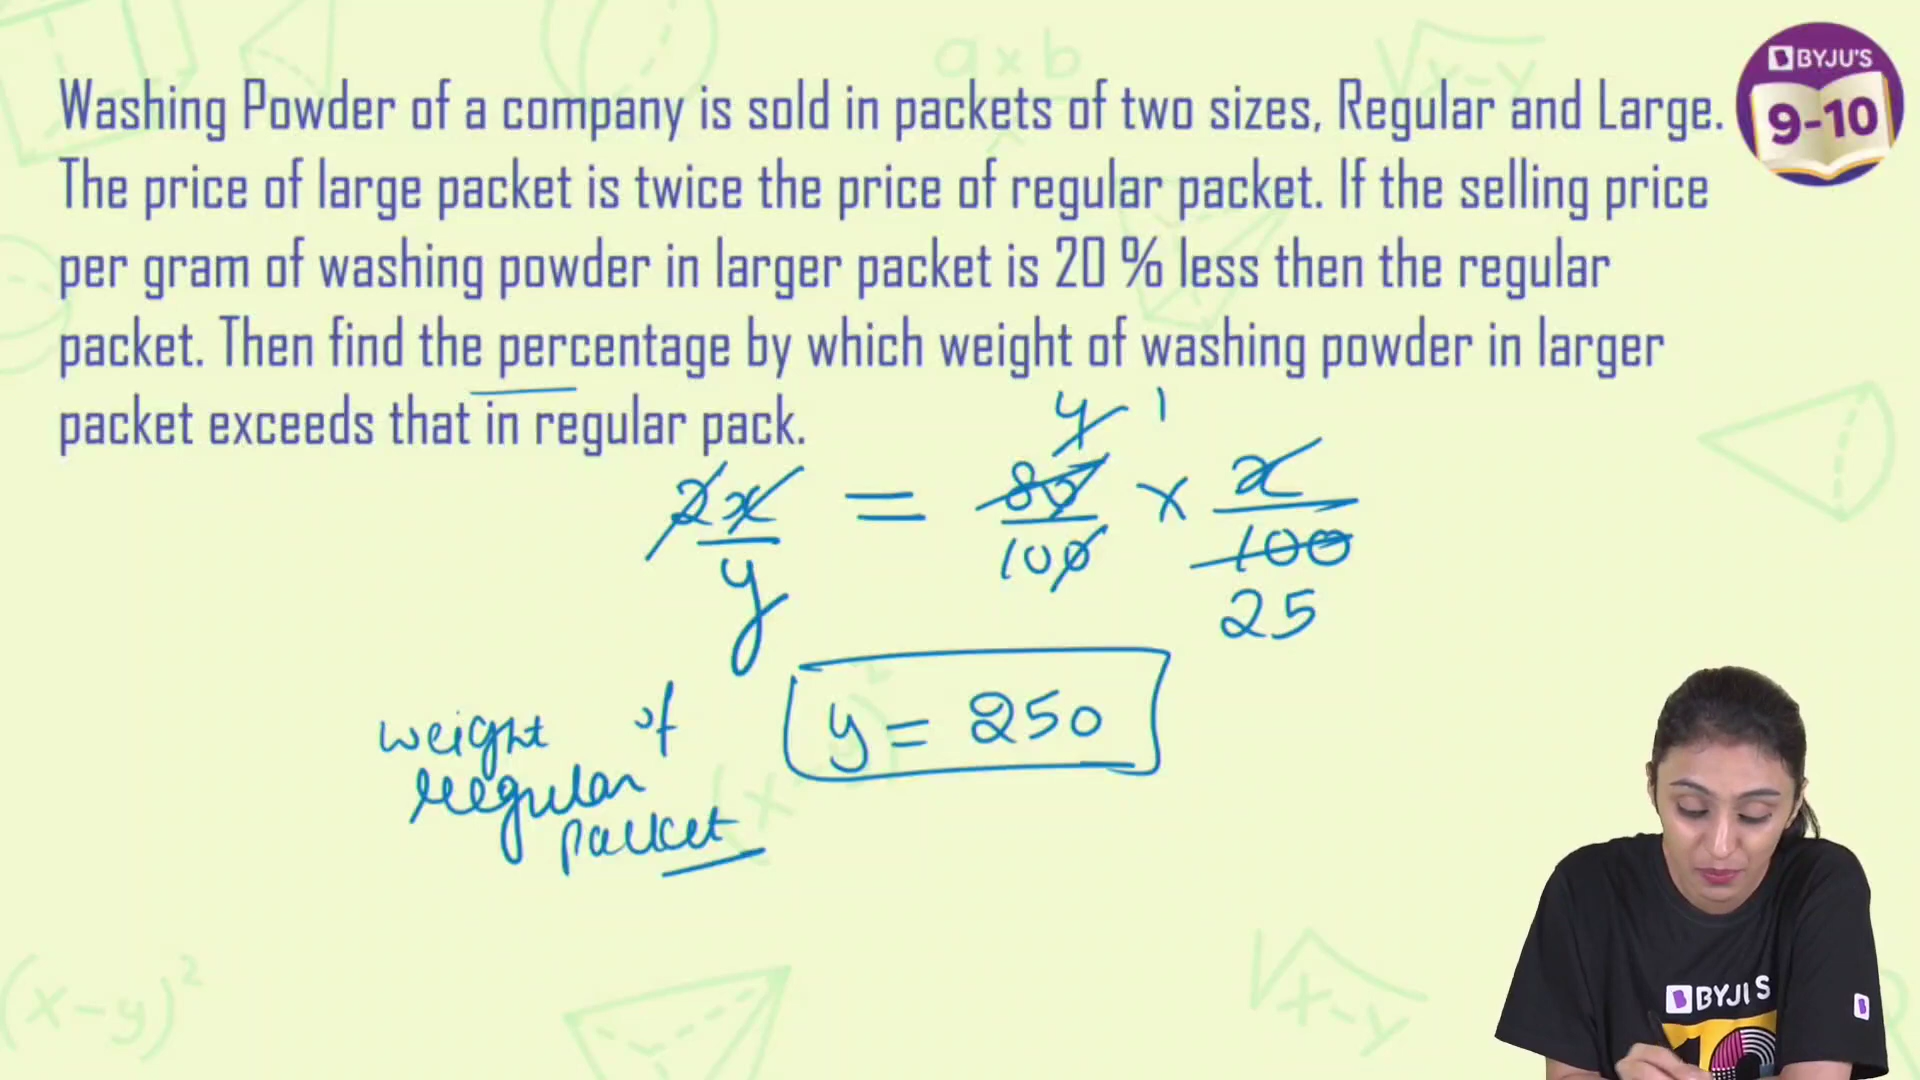 Washing Powder of a company is sold in packets of two sizes, Regular and Large.
The price of large packet is twice the price of regular packet. If the selling price
per gram of washing powder in larger packet is 20 % less then the regular
packet. Then find the percentage by which weight of washing powder in larger
packet exceeds that in regular pack.
BYJU'S
9-10
4 1
2x/y = 80/100 × x/100
25
y = 250
weight of
regular
packet
BYJU'S
a x b
√x-y
(x-y)²
(x-y)²
√x-y